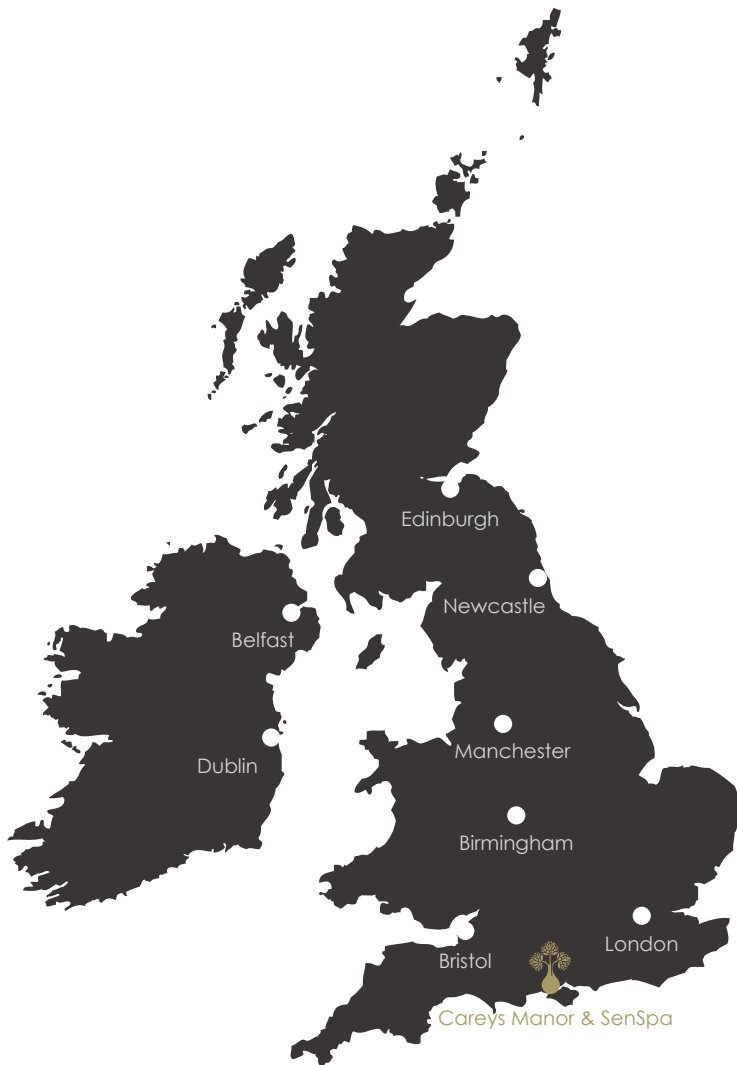 Edinburgh
Newcastle
Belfast
Manchester
Dublin
Birmingham
London
Bristol
Careys Manor & SenSpa